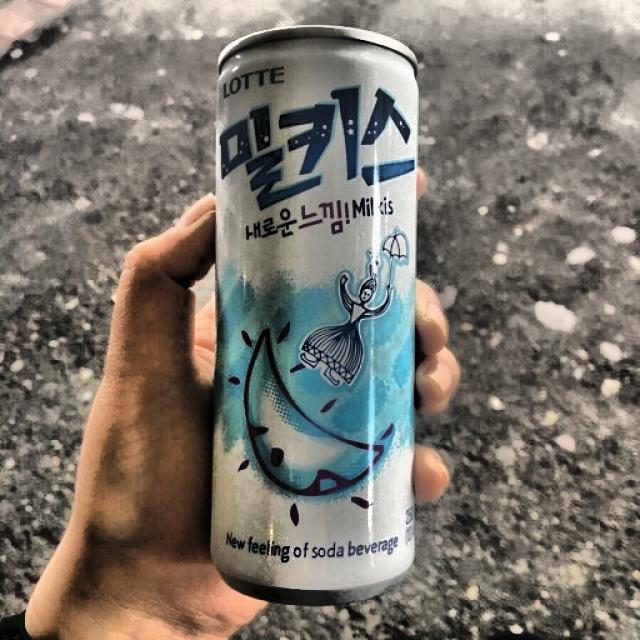 LOTTE
밀키스
새로운 느낌! Milkis
New feeling of soda beverage